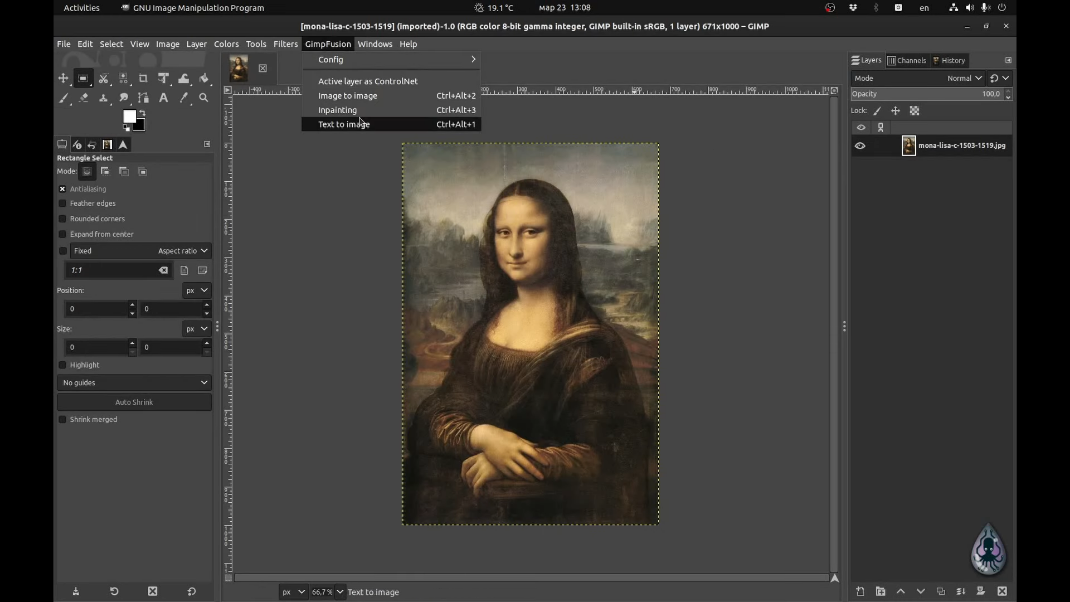 Activities GNU Image Manipulation Program 19.1 °C мар 23 13:08 en
[mona-lisa-c-1503-1519] (imported)-1.0 (RGB color 8-bit gamma integer, GIMP built-in sRGB, 1 layer) 671x1000 – GIMP
File Edit Select View Image Layer Colors Tools Filters GimpFusion Windows Help
Config
Active layer as ControlNet
Image to image Ctrl+Alt+2
Inpainting Ctrl+Alt+3
Text to image Ctrl+Alt+1
Rectangle Select
Mode:
Antialiasing
Feather edges
Rounded corners
Expand from center
Fixed Aspect ratio
1:1
Position: px
0 0
Size: px
0 0
Highlight
No guides
Auto Shrink
Shrink merged
Layers Channels History
Mode Normal
Opacity 100,0
Lock:
mona-lisa-c-1503-1519.jpg
px 66,7% Text to image